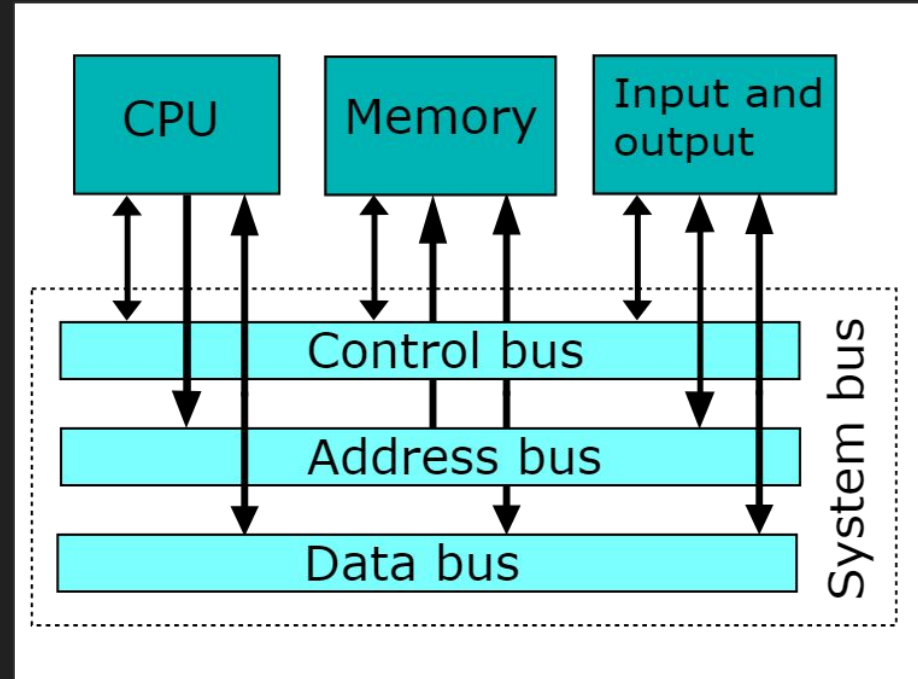 CPU
Memory
Input and
output
Control bus
Address bus
Data bus
System bus